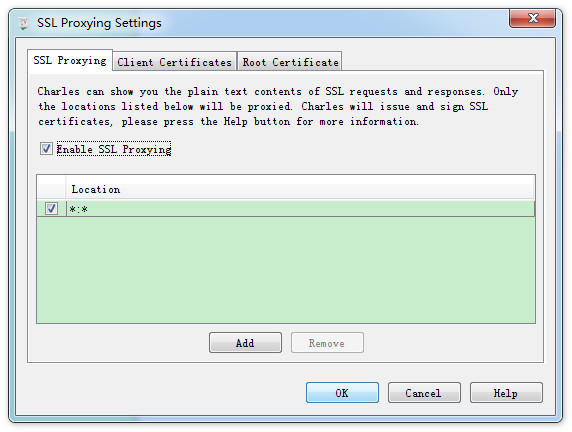 SSL Proxying Settings
SSL Proxying Client Certificates Root Certificate
Charles can show you the plain text contents of SSL requests and responses. Only
the locations listed below will be proxied. Charles will issue and sign SSL
certificates, please press the Help button for more information.
Enable SSL Proxying
Location
*:*
Add Remove
OK Cancel Help